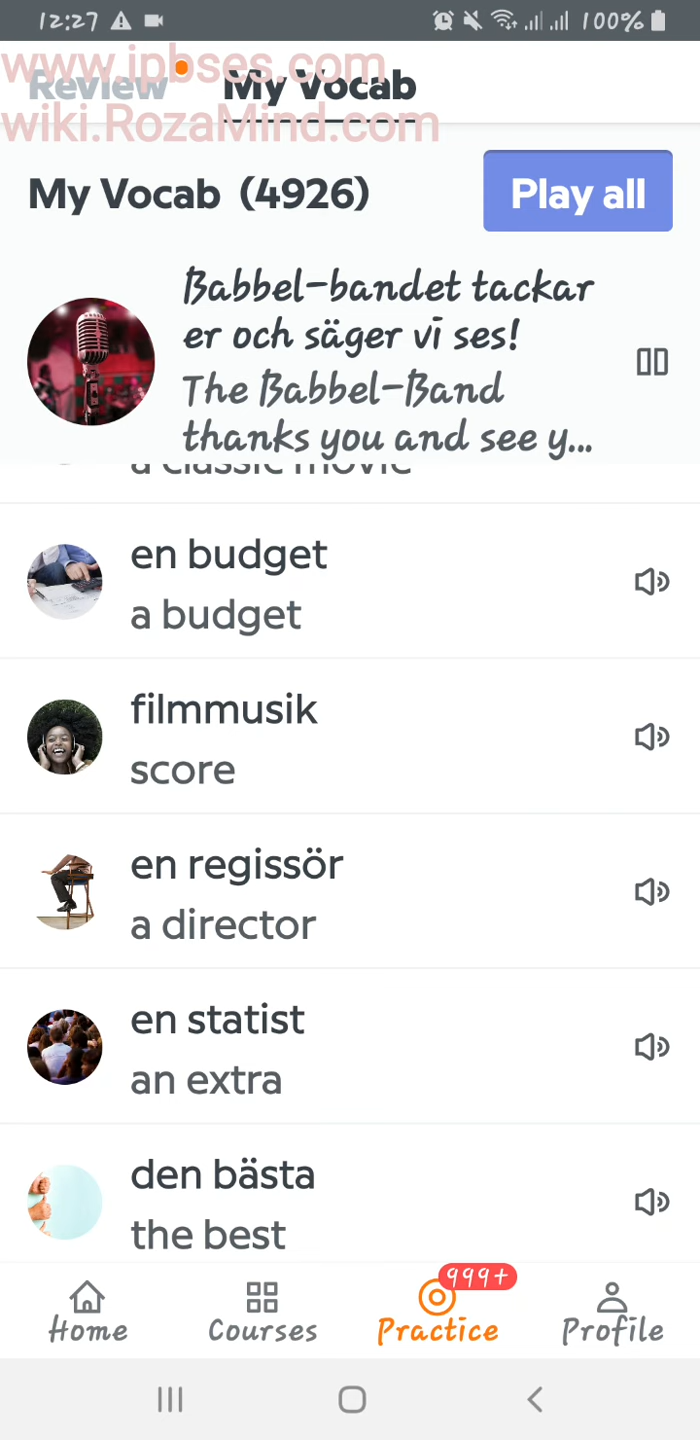 12:27
100%
www.ipbses.com
Review
My Vocab
wiki.RozaMind.com
My Vocab (4926)
Play all
Babbel-bandet tackar
er och säger vi ses!
The Babbel-Band
thanks you and see y...
a classic movie
en budget
a budget
filmmusik
score
en regissör
a director
en statist
an extra
den bästa
the best
999+
Home
Courses
Practice
Profile